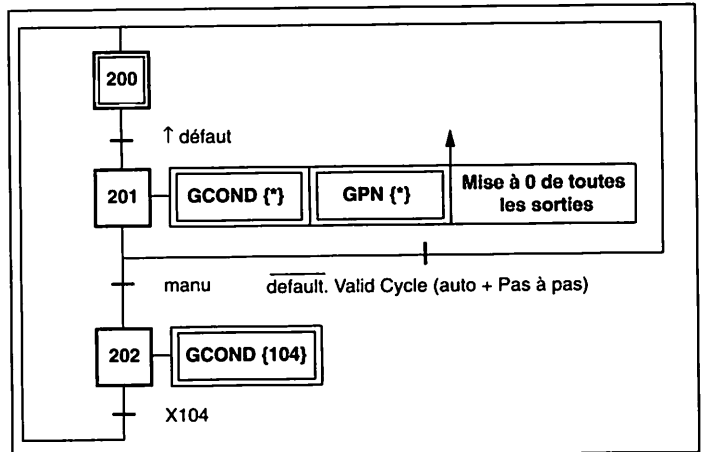 200
↑ défaut
201
GCOND {*}
GPN {*}
Mise à 0 de toutes
les sorties
manu
default. Valid Cycle (auto + Pas à pas)
202
GCOND {104}
X104